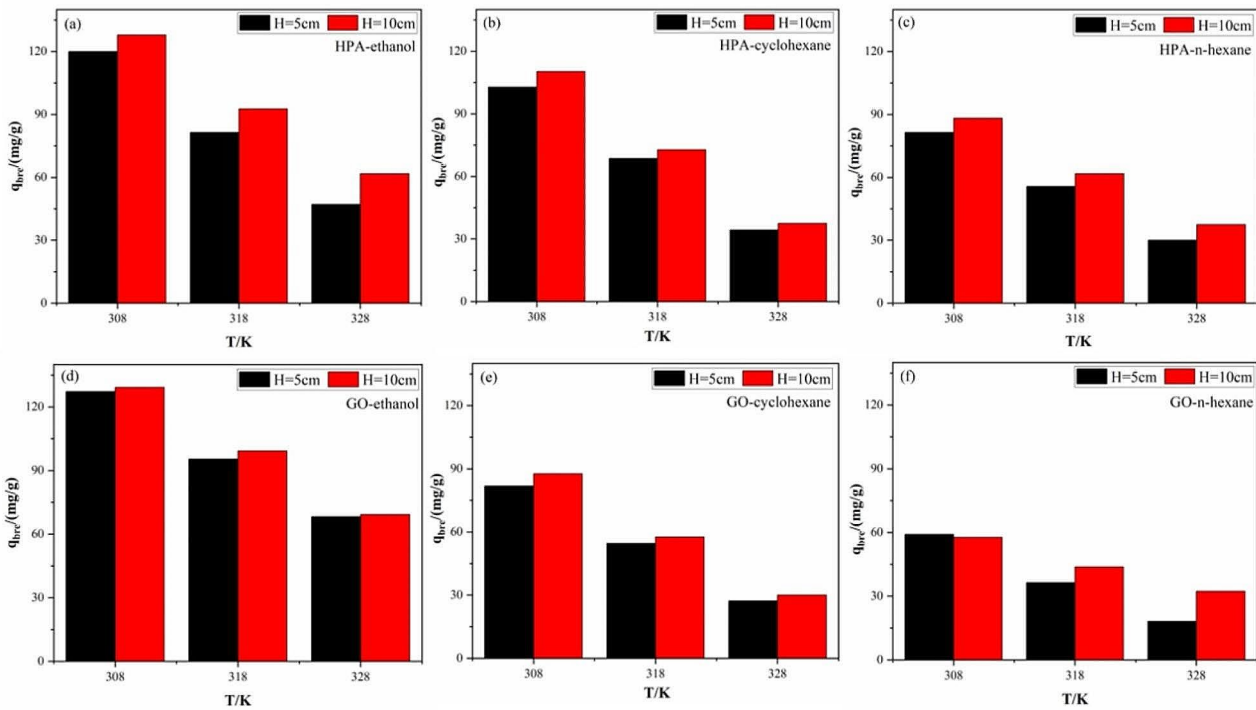 (a) H=5cm H=10cm
HPA-ethanol
120
90
60
30
0
q_bre/(mg/g)
308 318 328
T/K
(b) H=5cm H=10cm
HPA-cyclohexane
120
90
60
30
0
q_bre/(mg/g)
308 318 328
T/K
(c) H=5cm H=10cm
HPA-n-hexane
120
90
60
30
0
q_bre/(mg/g)
308 318 328
T/K
(d) H=5cm H=10cm
GO-ethanol
120
90
60
30
0
q_bre/(mg/g)
308 318 328
T/K
(e) H=5cm H=10cm
GO-cyclohexane
120
90
60
30
0
q_bre/(mg/g)
308 318 328
T/K
(f) H=5cm H=10cm
GO-n-hexane
120
90
60
30
0
q_bre/(mg/g)
308 318 328
T/K